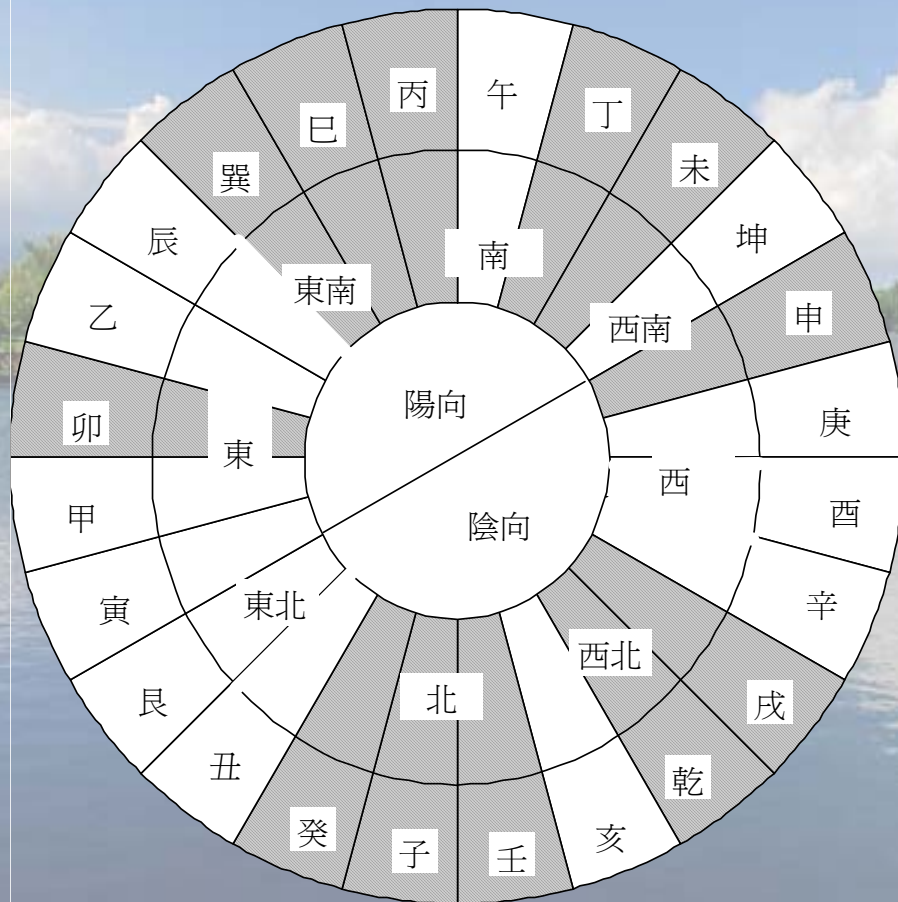 午
丁
未
坤
申
庚
酉
辛
戌
乾
亥
壬
子
癸
丑
艮
寅
甲
卯
乙
辰
巽
巳
丙
南
西南
西
西北
北
東北
東
東南
陽向
陰向